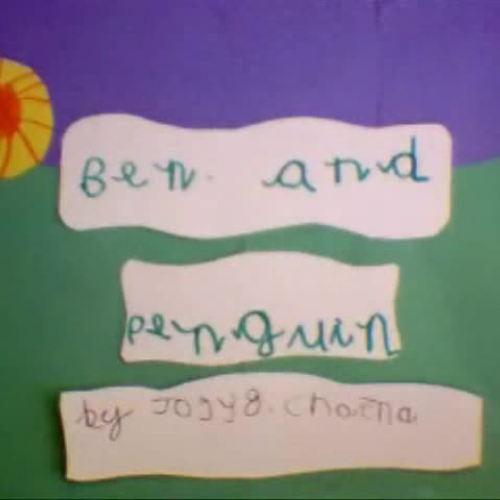 Ben and
penguin
by